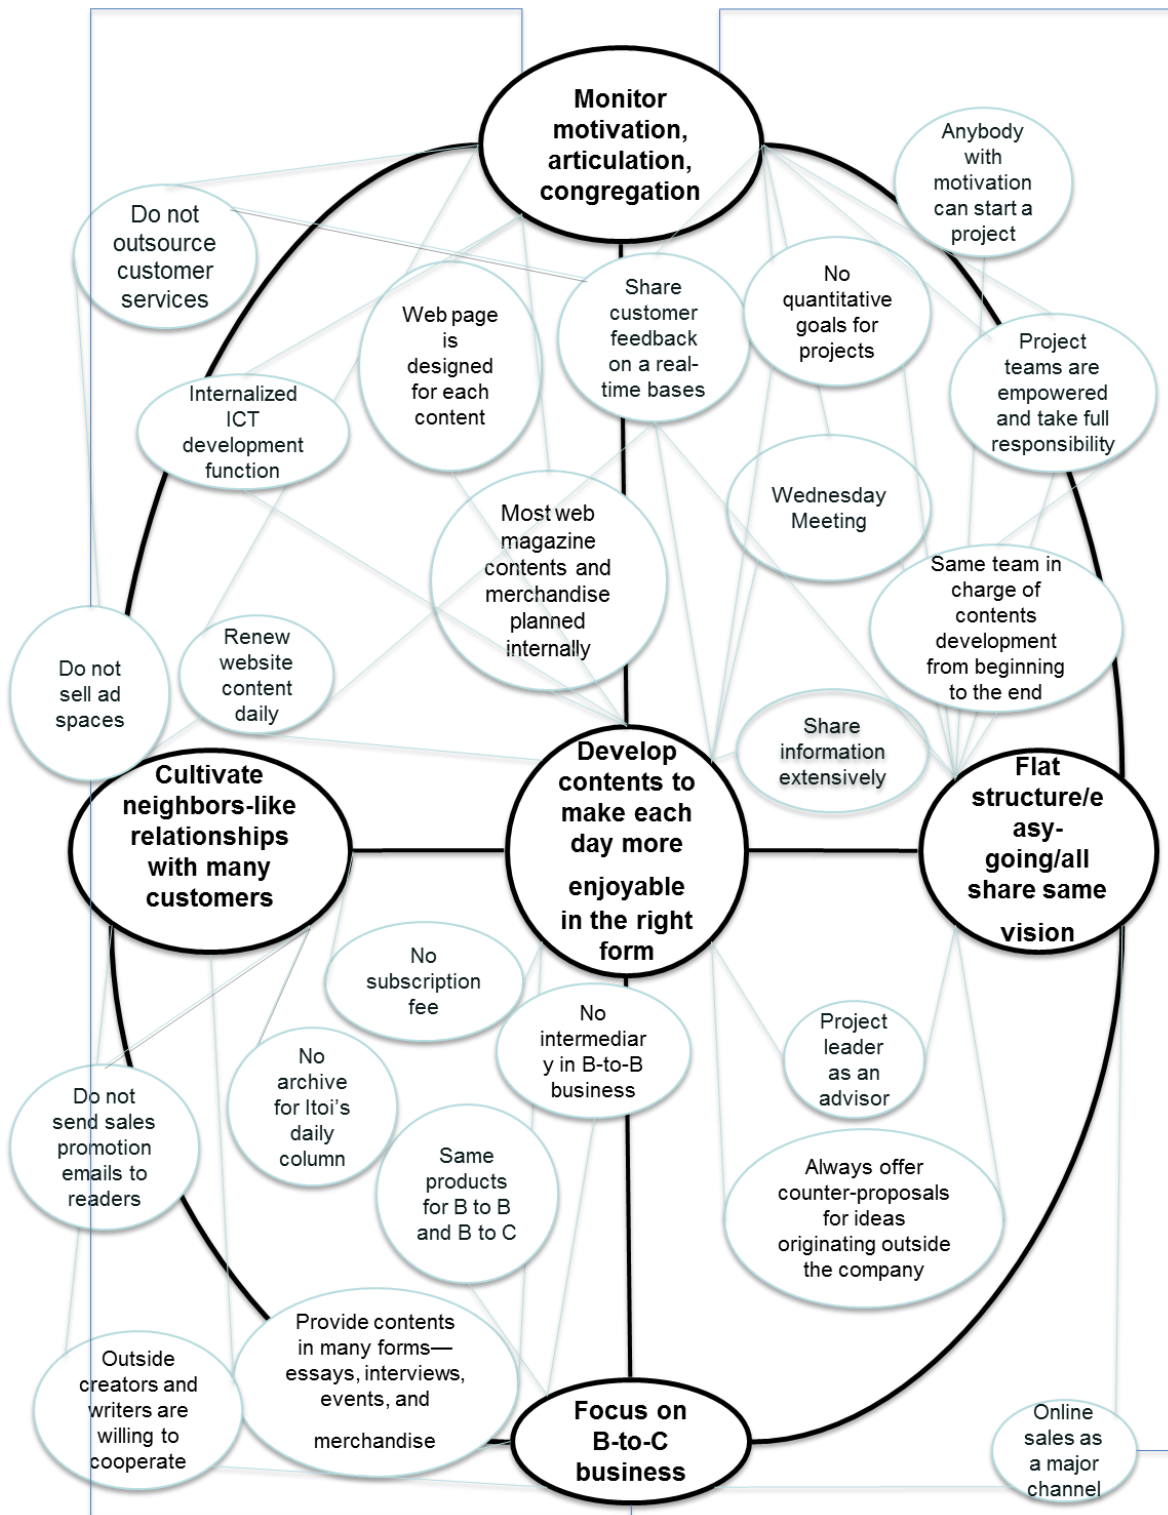 Monitor
motivation,
articulation,
congregation
Anybody
with
motivation
can start a
project
Do not
outsource
customer
services
Web page
is
designed
for each
content
Share
customer
feedback
on a real-
time bases
No
quantitative
goals for
projects
Project
teams are
empowered
and take full
responsibility
Internalized
ICT
development
function
Most web
magazine
contents and
merchandise
planned
internally
Wednesday
Meeting
Same team in
charge of
contents
development
from beginning
to the end
Do not
sell ad
spaces
Renew
website
content
daily
Share
information
extensively
Cultivate
neighbors-like
relationships
with many
customers
Develop
contents to
make each
day more
enjoyable
in the right
form
Flat
structure/e
asy-
going/all
share same
vision
No
subscription
fee
No
intermediar
y in B-to-B
business
Project
leader
as an
advisor
Do not
send sales
promotion
emails to
readers
No
archive
for Itoi's
daily
column
Same
products
for B to B
and B to C
Always offer
counter-proposals
for ideas
originating outside
the company
Outside
creators and
writers are
willing to
cooperate
Provide contents
in many forms—
essays, interviews,
events, and
merchandise
Focus on
B-to-C
business
Online
sales as
a major
channel